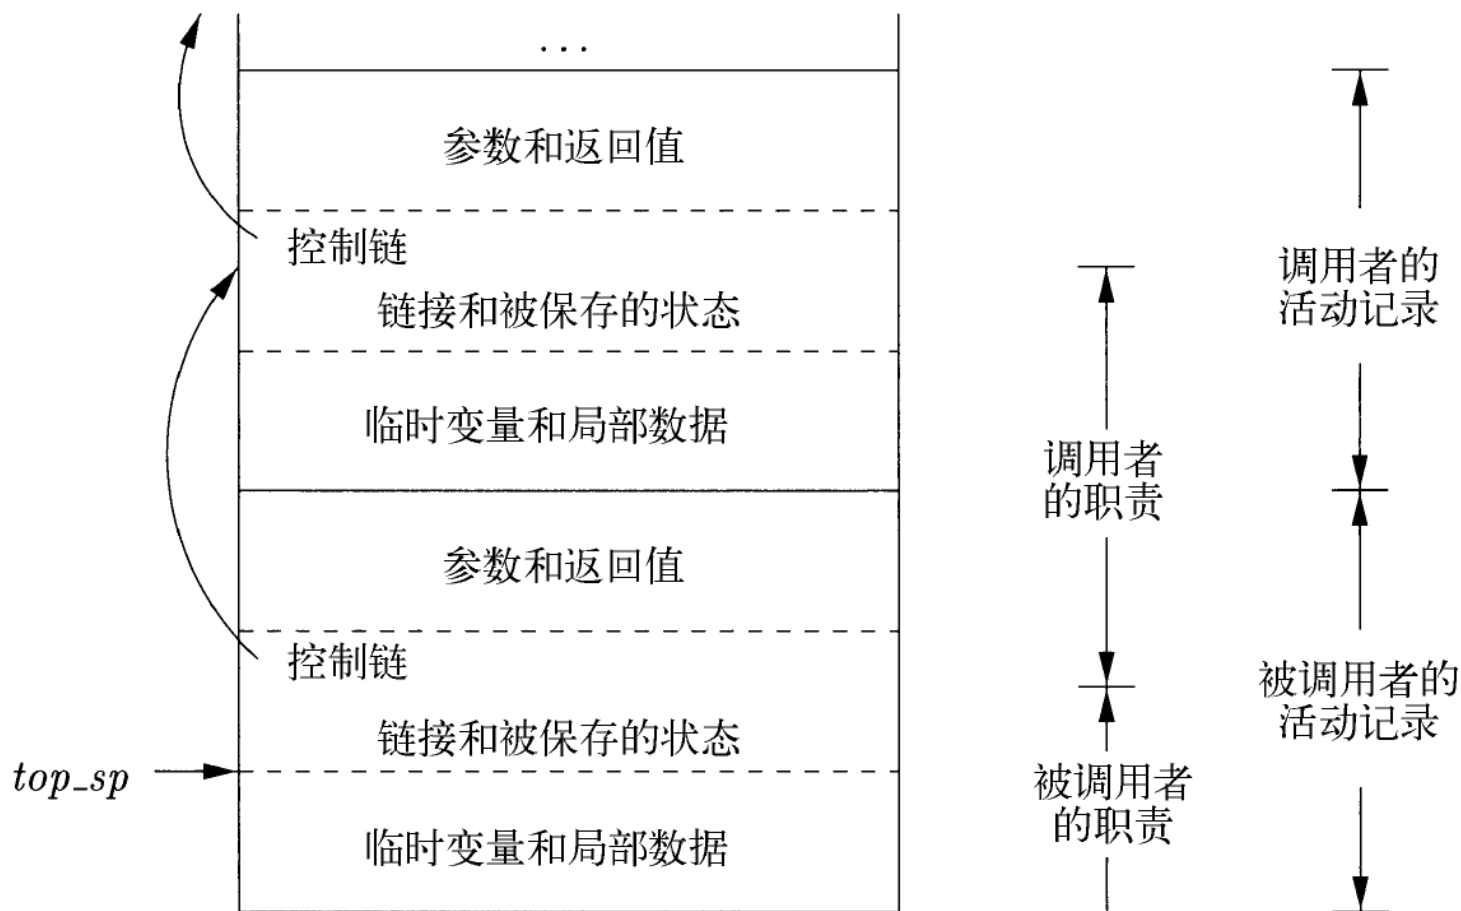 ...
参数和返回值
控制链
链接和被保存的状态
临时变量和局部数据
参数和返回值
控制链
链接和被保存的状态
top_sp
临时变量和局部数据
调用者
的职责
被调用者
的职责
调用者的
活动记录
被调用者的
活动记录